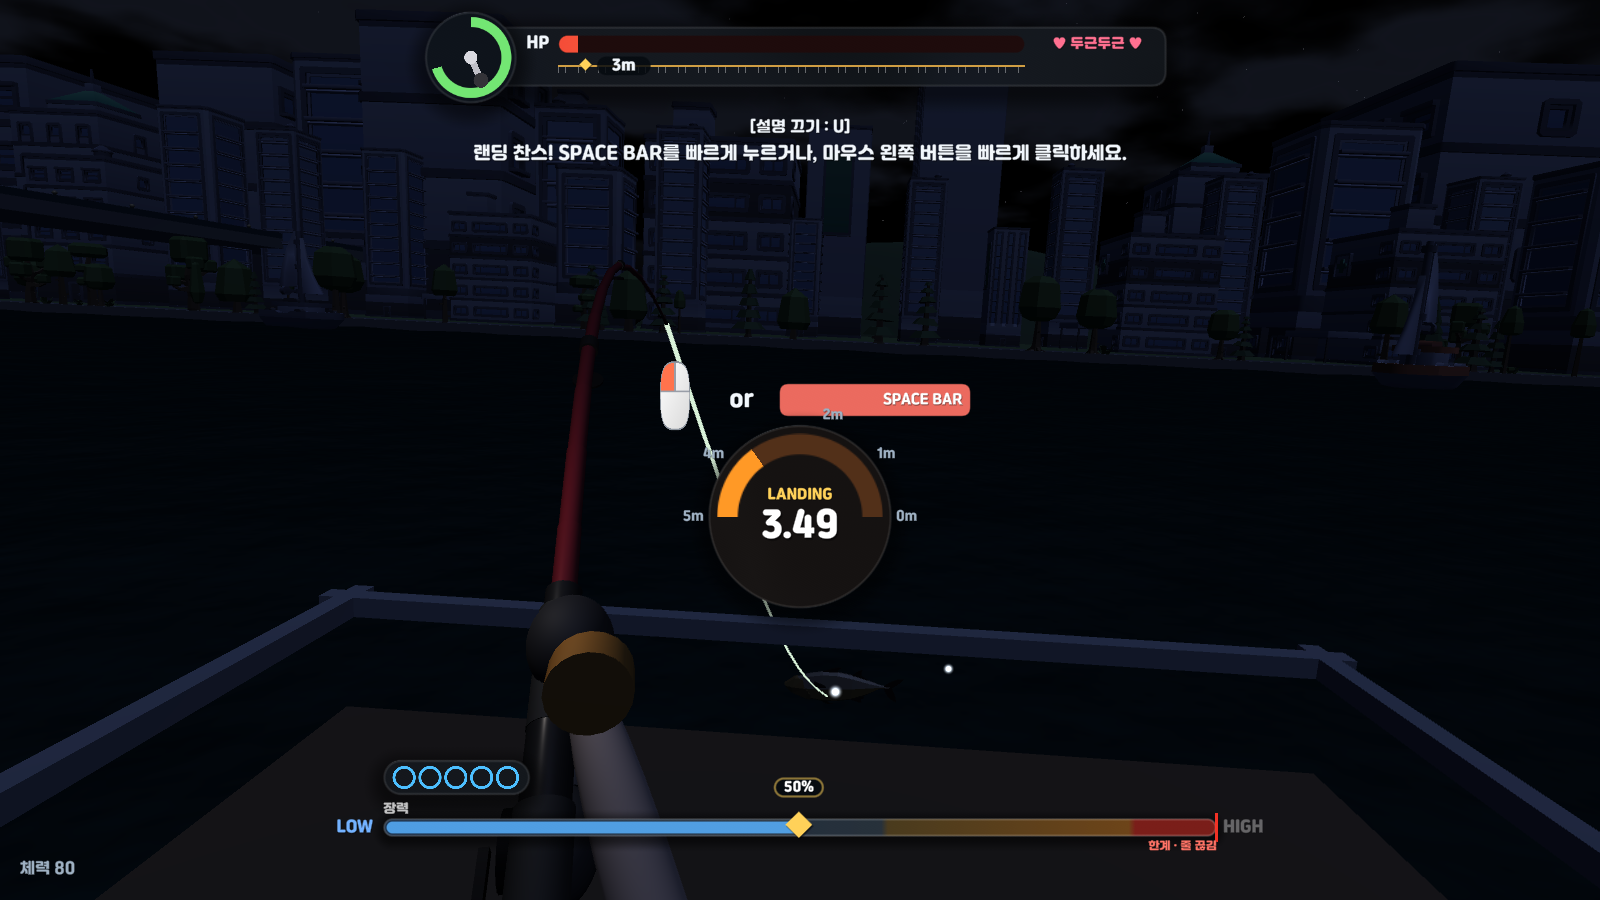 HP
♥ 두근두근 ♥
3m
[설명 끄기 : U]
랜딩 찬스! SPACE BAR를 빠르게 누르거나, 마우스 왼쪽 버튼을 빠르게 클릭하세요.
or
SPACE BAR
2m
4m
1m
LANDING
5m
3.49
0m
50%
장력
LOW
HIGH
한계 · 줄 끊김
체력 80